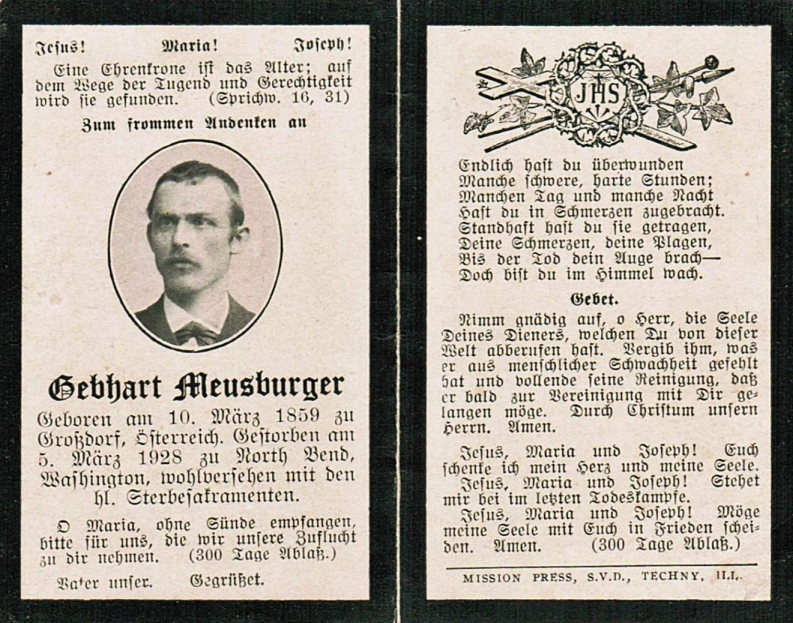 Jesus! Maria! Joseph!
Eine Ehrenkrone ist das Alter; auf
dem Wege der Tugend und Gerechtigkeit
wird sie gefunden. (Sprichw. 16, 31)
Zum frommen Andenken an
Gebhart Meusburger
Geboren am 10. März 1859 zu
Großdorf, Österreich. Gestorben am
5. März 1928 zu North Bend,
Washington, wohlversehen mit den
hl. Sterbesakramenten.
O Maria, ohne Sünde empfangen,
bitte für uns, die wir unsere Zuflucht
zu dir nehmen. (300 Tage Ablaß.)
Vater unser. Gegrüßet.
JHS
Endlich hast du überwunden
Manche schwere, harte Stunden;
Manchen Tag und manche Nacht
Hast du in Schmerzen zugebracht.
Standhaft hast du sie getragen,
Deine Schmerzen, deine Plagen,
Bis der Tod dein Auge brach—
Doch bist du im Himmel wach.
Gebet.
Nimm gnädig auf, o Herr, die Seele
Deines Dieners, welchen Du von dieser
Welt abberufen hast. Vergib ihm, was
er aus menschlicher Schwachheit gefehlt
hat und vollende seine Reinigung, daß
er bald zur Vereinigung mit Dir ge-
langen möge. Durch Christum unsern
Herrn. Amen.
Jesus, Maria und Joseph! Euch
schenke ich mein Herz und meine Seele.
Jesus, Maria und Joseph! Stehet
mir bei im letzten Todeskampfe.
Jesus, Maria und Joseph! Möge
meine Seele mit Euch in Frieden schei-
den. Amen. (300 Tage Ablaß.)
MISSION PRESS, S.V.D., TECHNY, ILL.